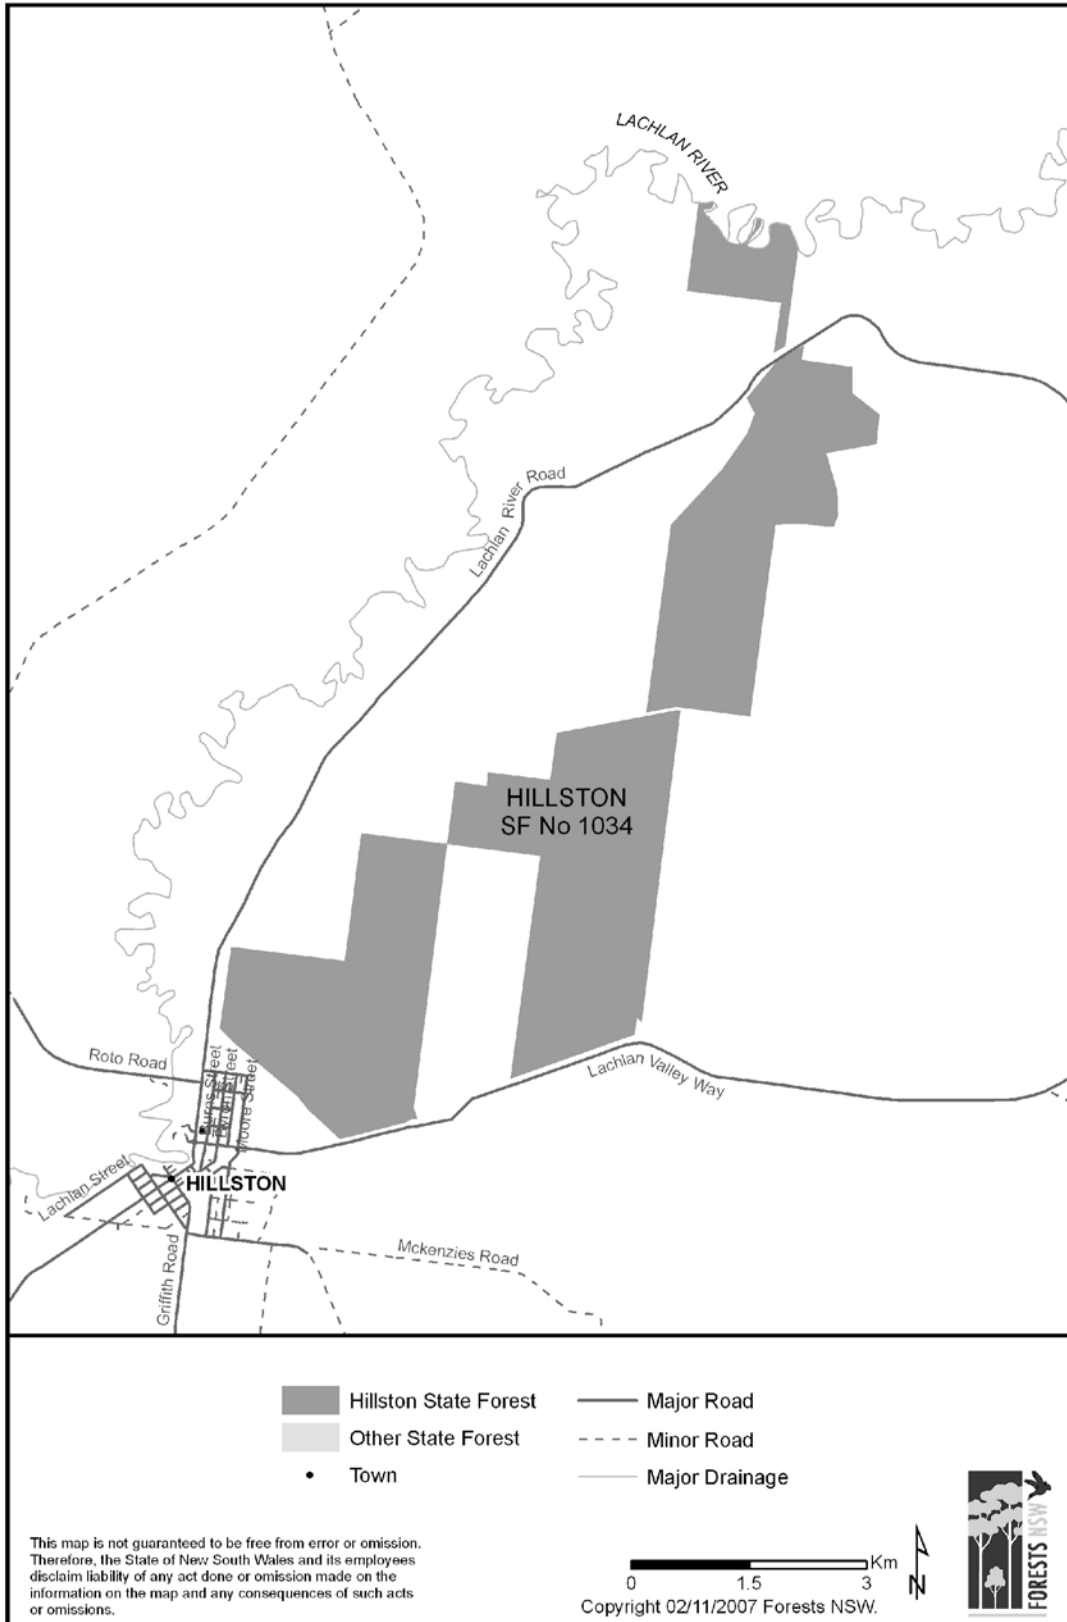 LACHLAN RIVER
Lachlan River Road
HILLSTON
SF No 1034
Roto Road
Burns Street
Byron Street
Moore Street
Lachlan Valley Way
Lachlan Street
HILLSTON
Griffith Road
Mckenzies Road
Hillston State Forest
Other State Forest
Town
Major Road
Minor Road
Major Drainage
This map is not guaranteed to be free from error or omission.
Therefore, the State of New South Wales and its employees
disclaim liability of any act done or omission made on the
information on the map and any consequences of such acts
or omissions.
Km
0 1.5 3
Copyright 02/11/2007 Forests NSW.
N
FORESTS NSW